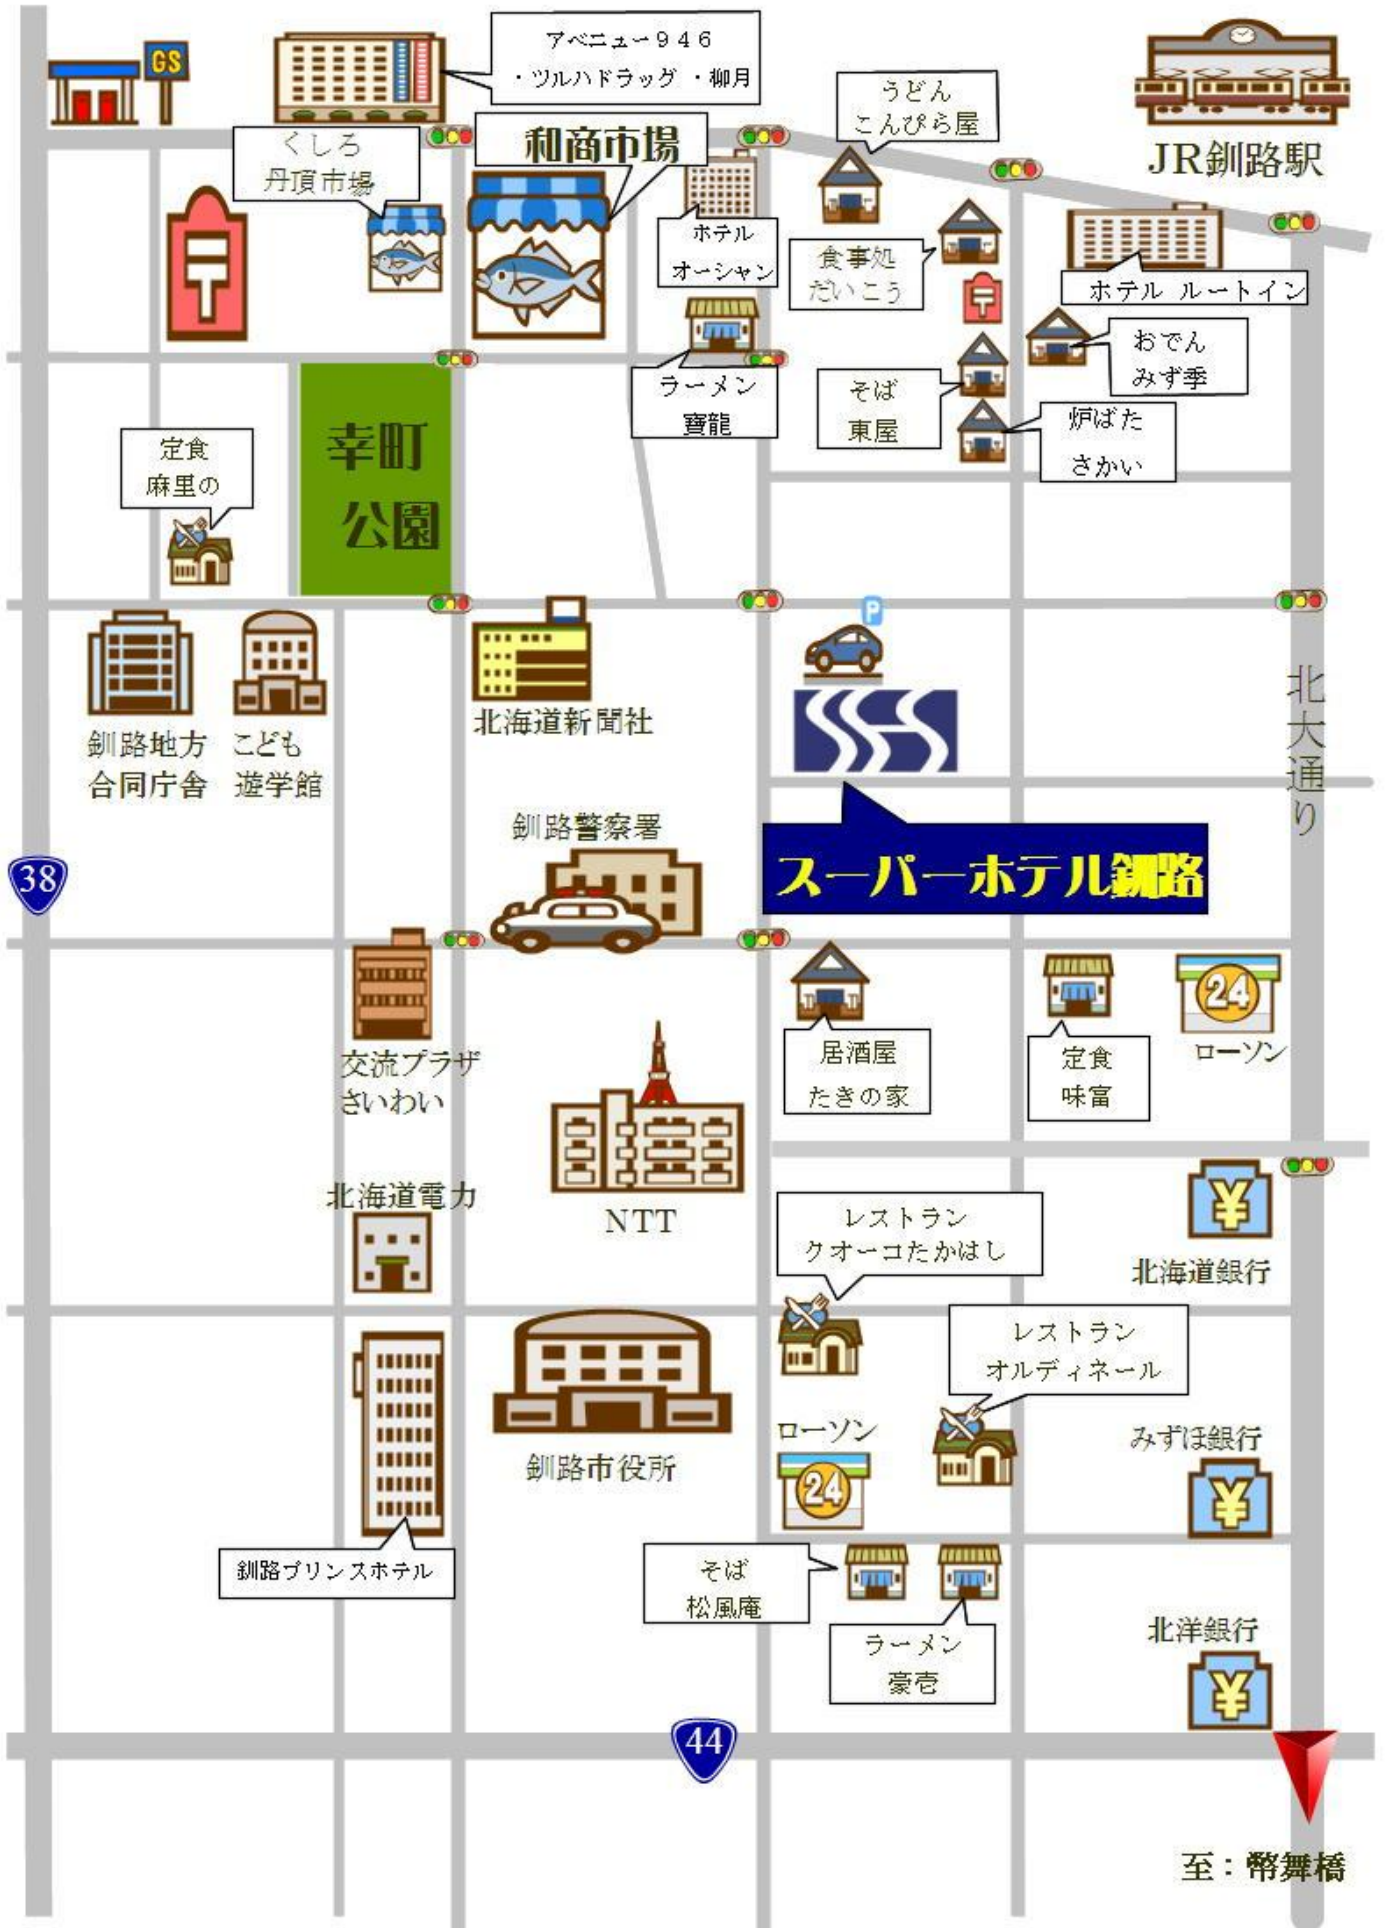 GS
アベニュー９４６
・ツルハドラッグ ・柳月
うどん
こんぴら屋
JR釧路駅
くしろ
丹頂市場
和商市場
ホテル
オーシャン
食事処
だいこう
ホテル ルートイン
おでん
みず季
ラーメン
寶龍
そば
東屋
炉ばた
さかい
幸町
公園
定食
麻里の
P
北海道新聞社
釧路地方
合同庁舎
こども
遊学館
北大通り
釧路警察署
スーパーホテル釧路
38
24
ローソン
居酒屋
たきの家
定食
味富
交流プラザ
さいわい
北海道電力
NTT
レストラン
クオーコたかはし
¥
北海道銀行
レストラン
オルディネール
釧路市役所
ローソン
24
みずほ銀行
¥
釧路プリンスホテル
そば
松風庵
ラーメン
豪壱
北洋銀行
¥
44
至：幣舞橋